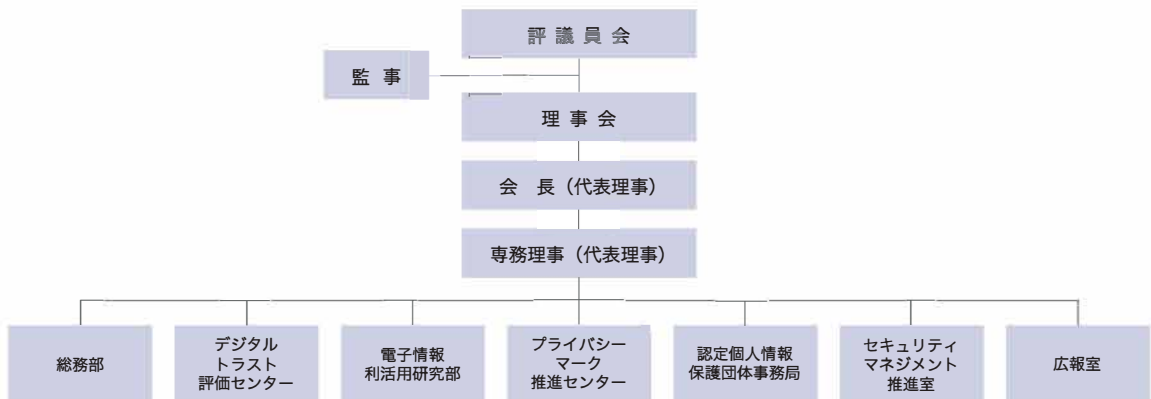 評議員会
監事
理事会
会 長（代表理事）
専務理事（代表理事）
総務部
デジタル
トラスト
評価センター
電子情報
利活用研究部
プライバシー
マーク
推進センター
認定個人情報
保護団体事務局
セキュリティ
マネジメント
推進室
広報室